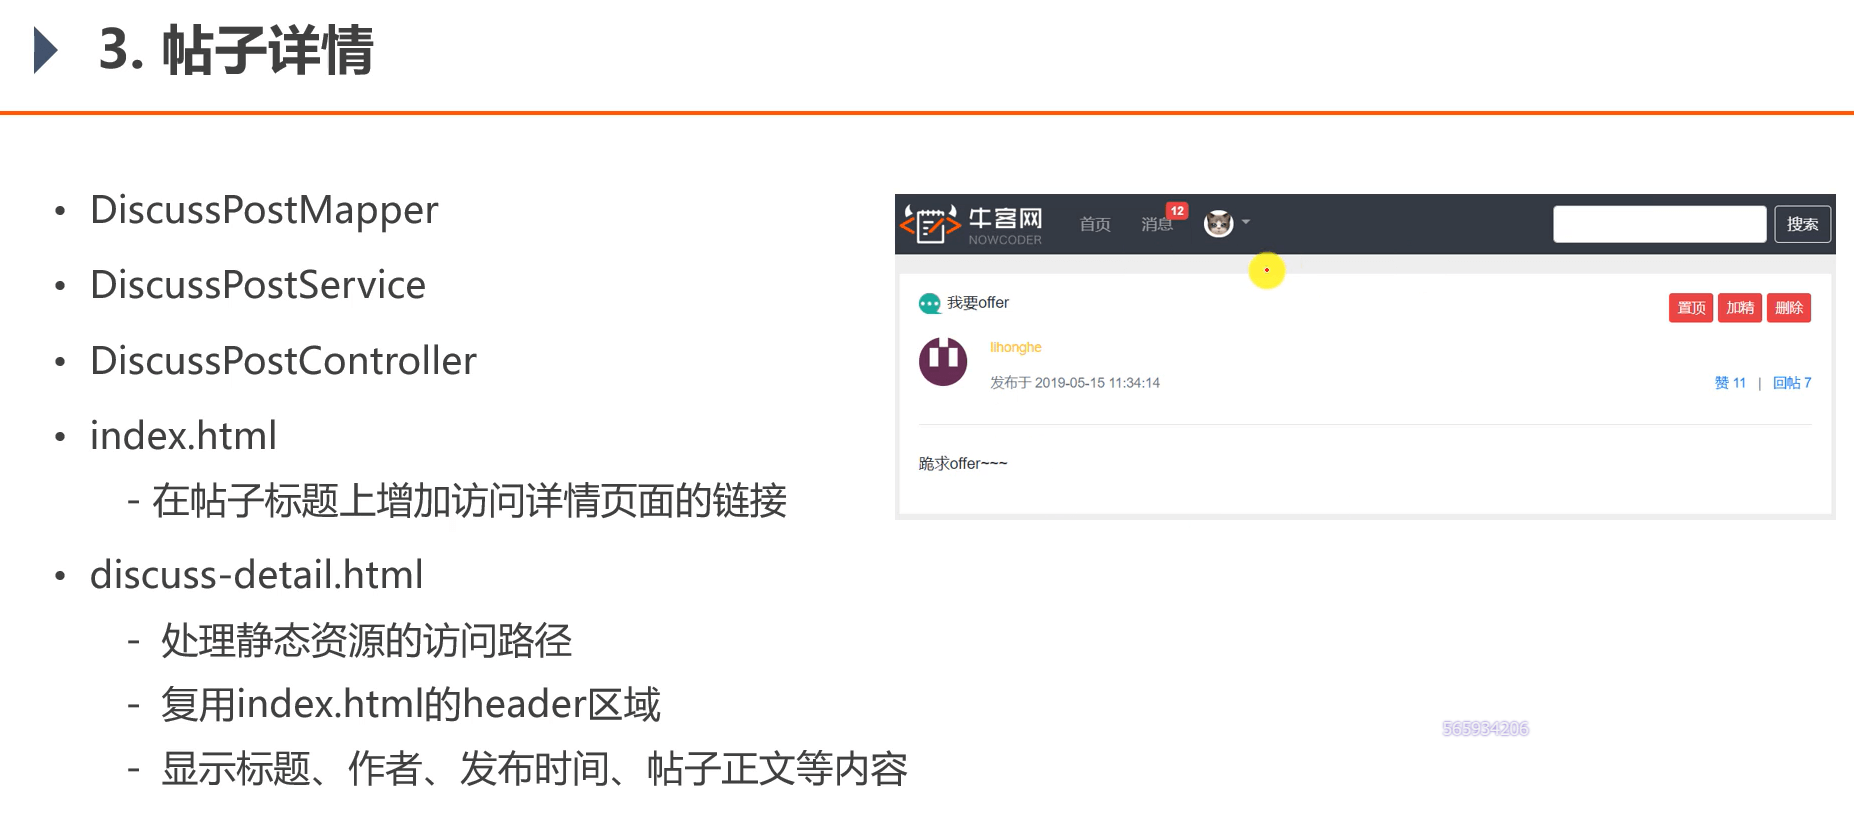 3. 帖子详情
• DiscussPostMapper
• DiscussPostService
• DiscussPostController
• index.html
- 在帖子标题上增加访问详情页面的链接
• discuss-detail.html
- 处理静态资源的访问路径
- 复用index.html的header区域
- 显示标题、作者、发布时间、帖子正文等内容
牛客网 首页 消息 12 搜索
NOWCODER
我要offer 置顶 加精 删除
lihonghe
发布于 2019-05-15 11:34:14 赞 11 | 回帖 7
跪求offer~~~
565934206